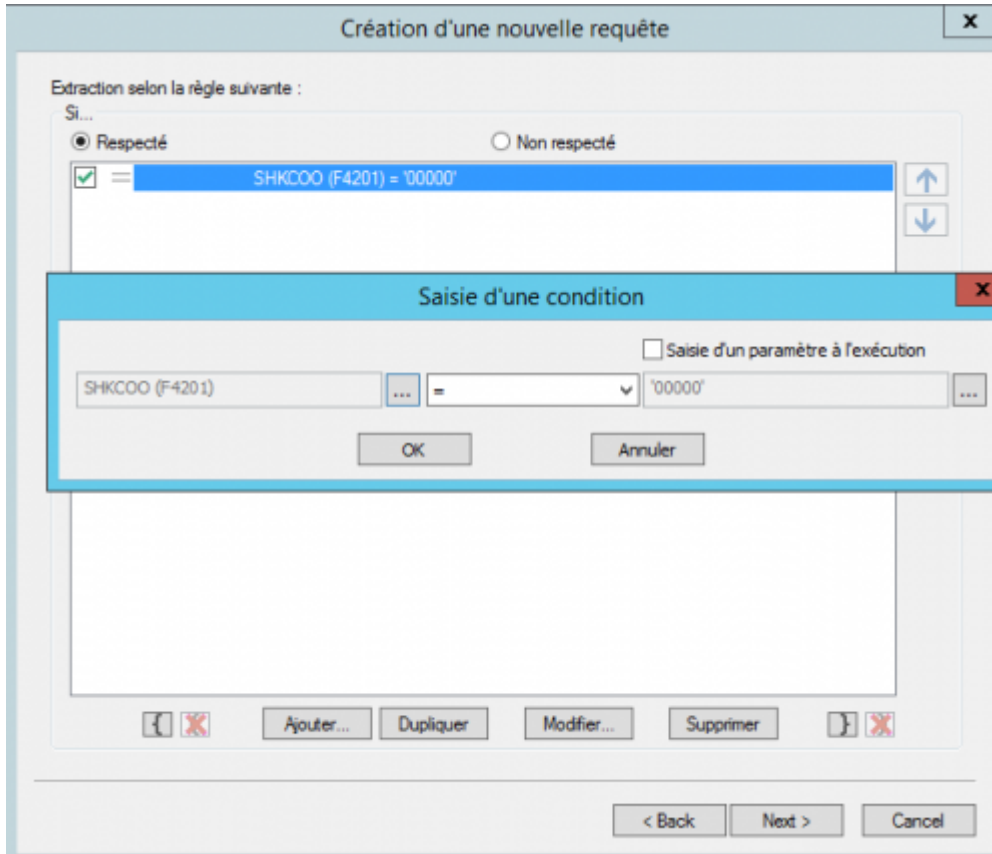 Création d'une nouvelle requête
x
Extraction selon la règle suivante :
Si...
Respecté Non respecté
SHKCOO (F4201) = '00000'
Saisie d'une condition
x
Saisie d'un paramètre à l'exécution
SHKCOO (F4201) ... = '00000' ...
OK Annuler
{ Ajouter... Dupliquer Modifier... Supprimer }
< Back Next > Cancel